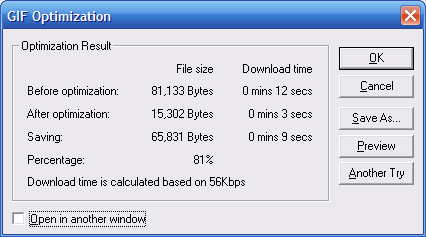 GIF Optimization
Optimization Result
File size Download time
Before optimization: 81,133 Bytes 0 mins 12 secs
After optimization: 15,302 Bytes 0 mins 3 secs
Saving: 65,831 Bytes 0 mins 9 secs
Percentage: 81%
Download time is calculated based on 56Kbps
OK
Cancel
Save As...
Preview
Another Try
Open in another window